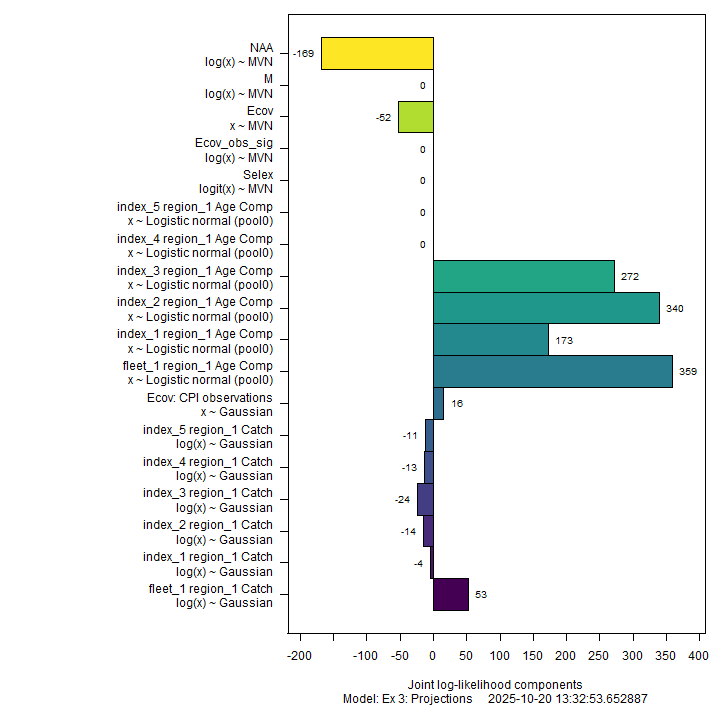 NAA
log(x) ~ MVN
-169
M
log(x) ~ MVN
0
Ecov
x ~ MVN
-52
Ecov_obs_sig
log(x) ~ MVN
0
Selex
logit(x) ~ MVN
0
index_5 region_1 Age Comp
x ~ Logistic normal (pool0)
0
index_4 region_1 Age Comp
x ~ Logistic normal (pool0)
0
index_3 region_1 Age Comp
x ~ Logistic normal (pool0)
272
index_2 region_1 Age Comp
x ~ Logistic normal (pool0)
340
index_1 region_1 Age Comp
x ~ Logistic normal (pool0)
173
fleet_1 region_1 Age Comp
x ~ Logistic normal (pool0)
359
Ecov: CPI observations
x ~ Gaussian
16
index_5 region_1 Catch
log(x) ~ Gaussian
-11
index_4 region_1 Catch
log(x) ~ Gaussian
-13
index_3 region_1 Catch
log(x) ~ Gaussian
-24
index_2 region_1 Catch
log(x) ~ Gaussian
-14
index_1 region_1 Catch
log(x) ~ Gaussian
-4
fleet_1 region_1 Catch
log(x) ~ Gaussian
53
-200 -100 -50 0 50 100 150 200 250 300 350 400
Joint log-likelihood components
Model: Ex 3: Projections 2025-10-20 13:32:53.652887